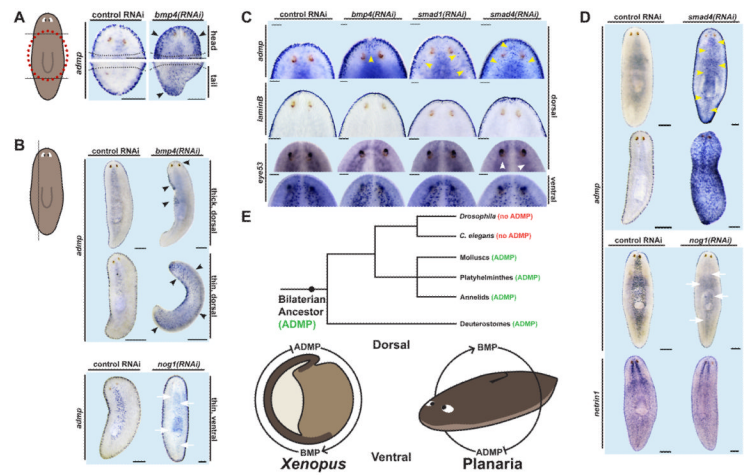 A
control RNAi
bmp4(RNAi)
admp
head
tail
B
control RNAi
bmp4(RNAi)
admp
thick, dorsal
thin, dorsal
control RNAi
nog1(RNAi)
admp
thin, ventral
C
control RNAi
bmp4(RNAi)
smad1(RNAi)
smad4(RNAi)
admp
laminB
eye53
dorsal
ventral
E
Drosophila (no ADMP)
C. elegans (no ADMP)
Molluscs (ADMP)
Platyhelminthes (ADMP)
Annelids (ADMP)
Deuterostomes (ADMP)
Bilaterian
Ancestor
(ADMP)
Dorsal
ADMP
BMP
BMP
ADMP
Ventral
Xenopus
Planaria
D
control RNAi
smad4(RNAi)
admp
control RNAi
nog1(RNAi)
netrin1